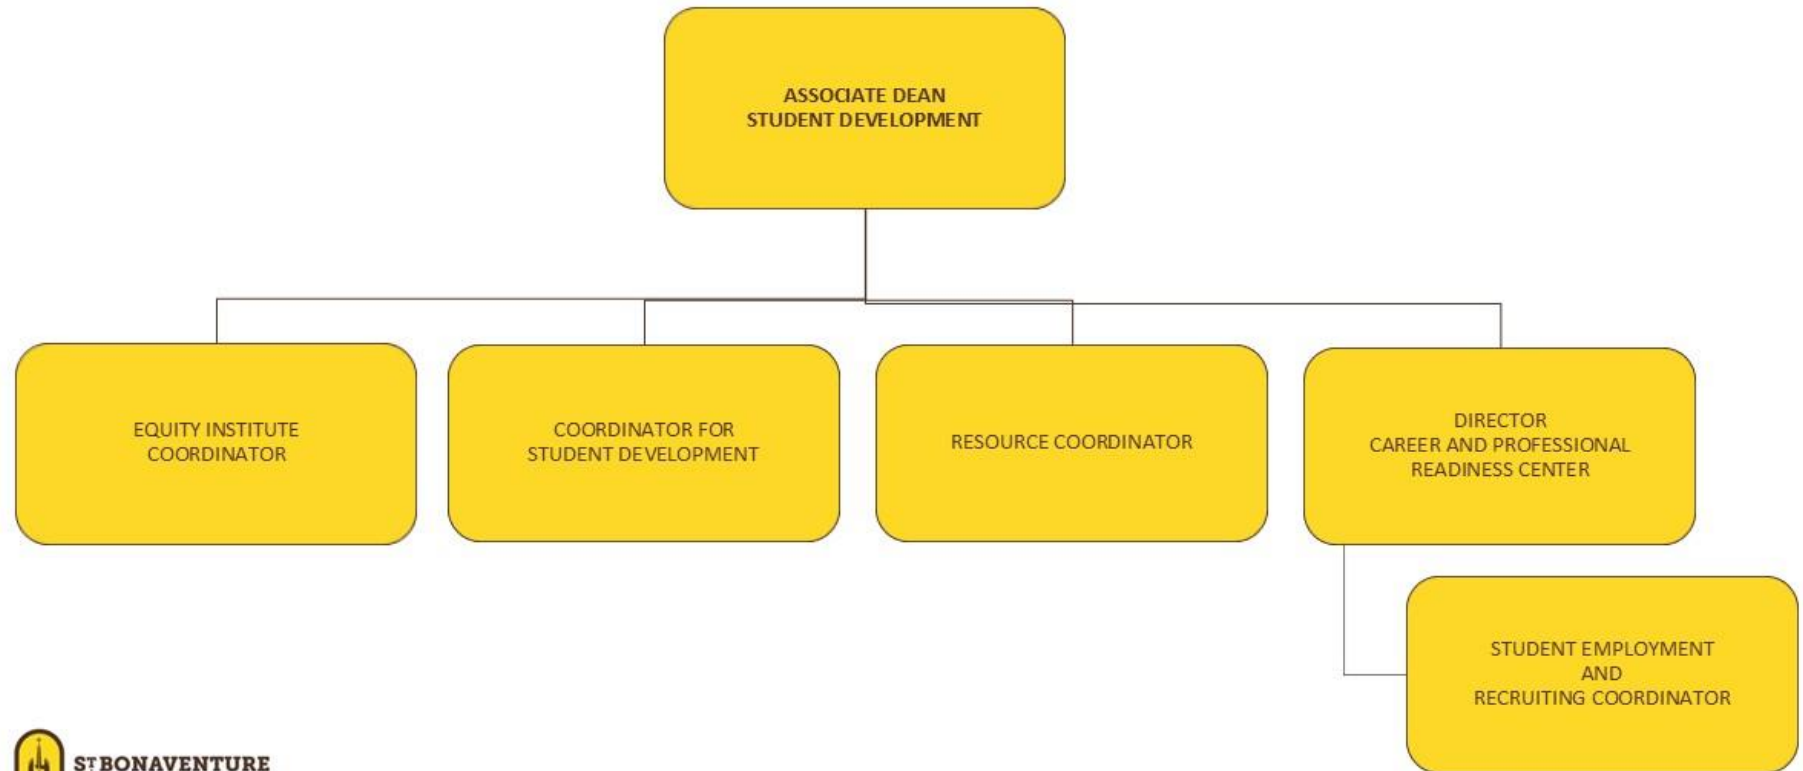 ASSOCIATE DEAN
STUDENT DEVELOPMENT
EQUITY INSTITUTE
COORDINATOR
COORDINATOR FOR
STUDENT DEVELOPMENT
RESOURCE COORDINATOR
DIRECTOR
CAREER AND PROFESSIONAL
READINESS CENTER
STUDENT EMPLOYMENT
AND
RECRUITING COORDINATOR
ST. BONAVENTURE